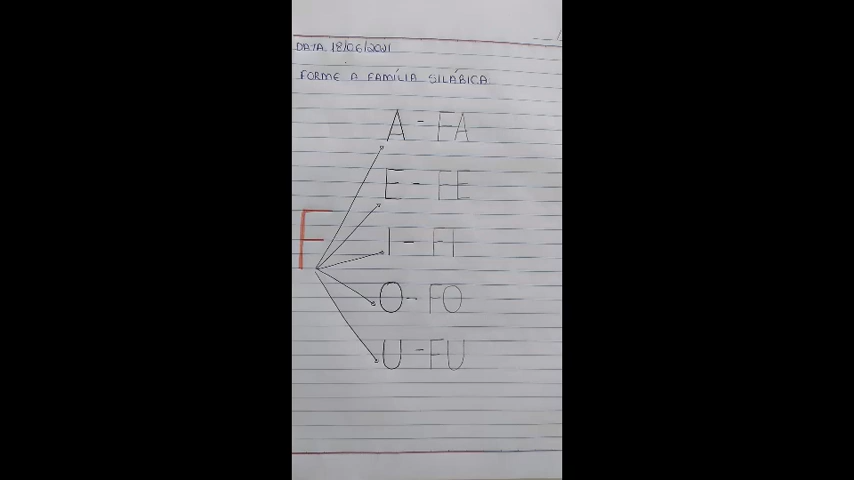 DATA 18/06/2021
FORME A FAMÍLIA SILÁBICA
A - FA
E - FE
F
I - FI
O - FO
U - FU